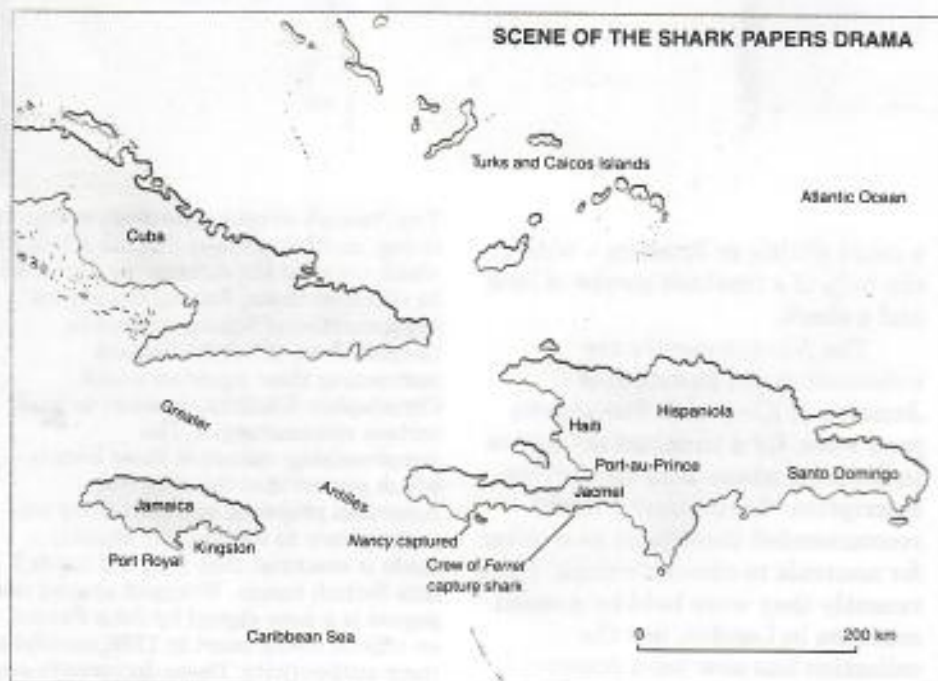 SCENE OF THE SHARK PAPERS DRAMA
Turks and Caicos Islands
Atlantic Ocean
Cuba
Greater
Antilles
Hispaniola
Haiti
Port-au-Prince
Santo Domingo
Jacmel
Jamaica
Kingston
Port Royal
Nancy captured
Crew of Ferret
capture shark
Caribbean Sea
0 200 km